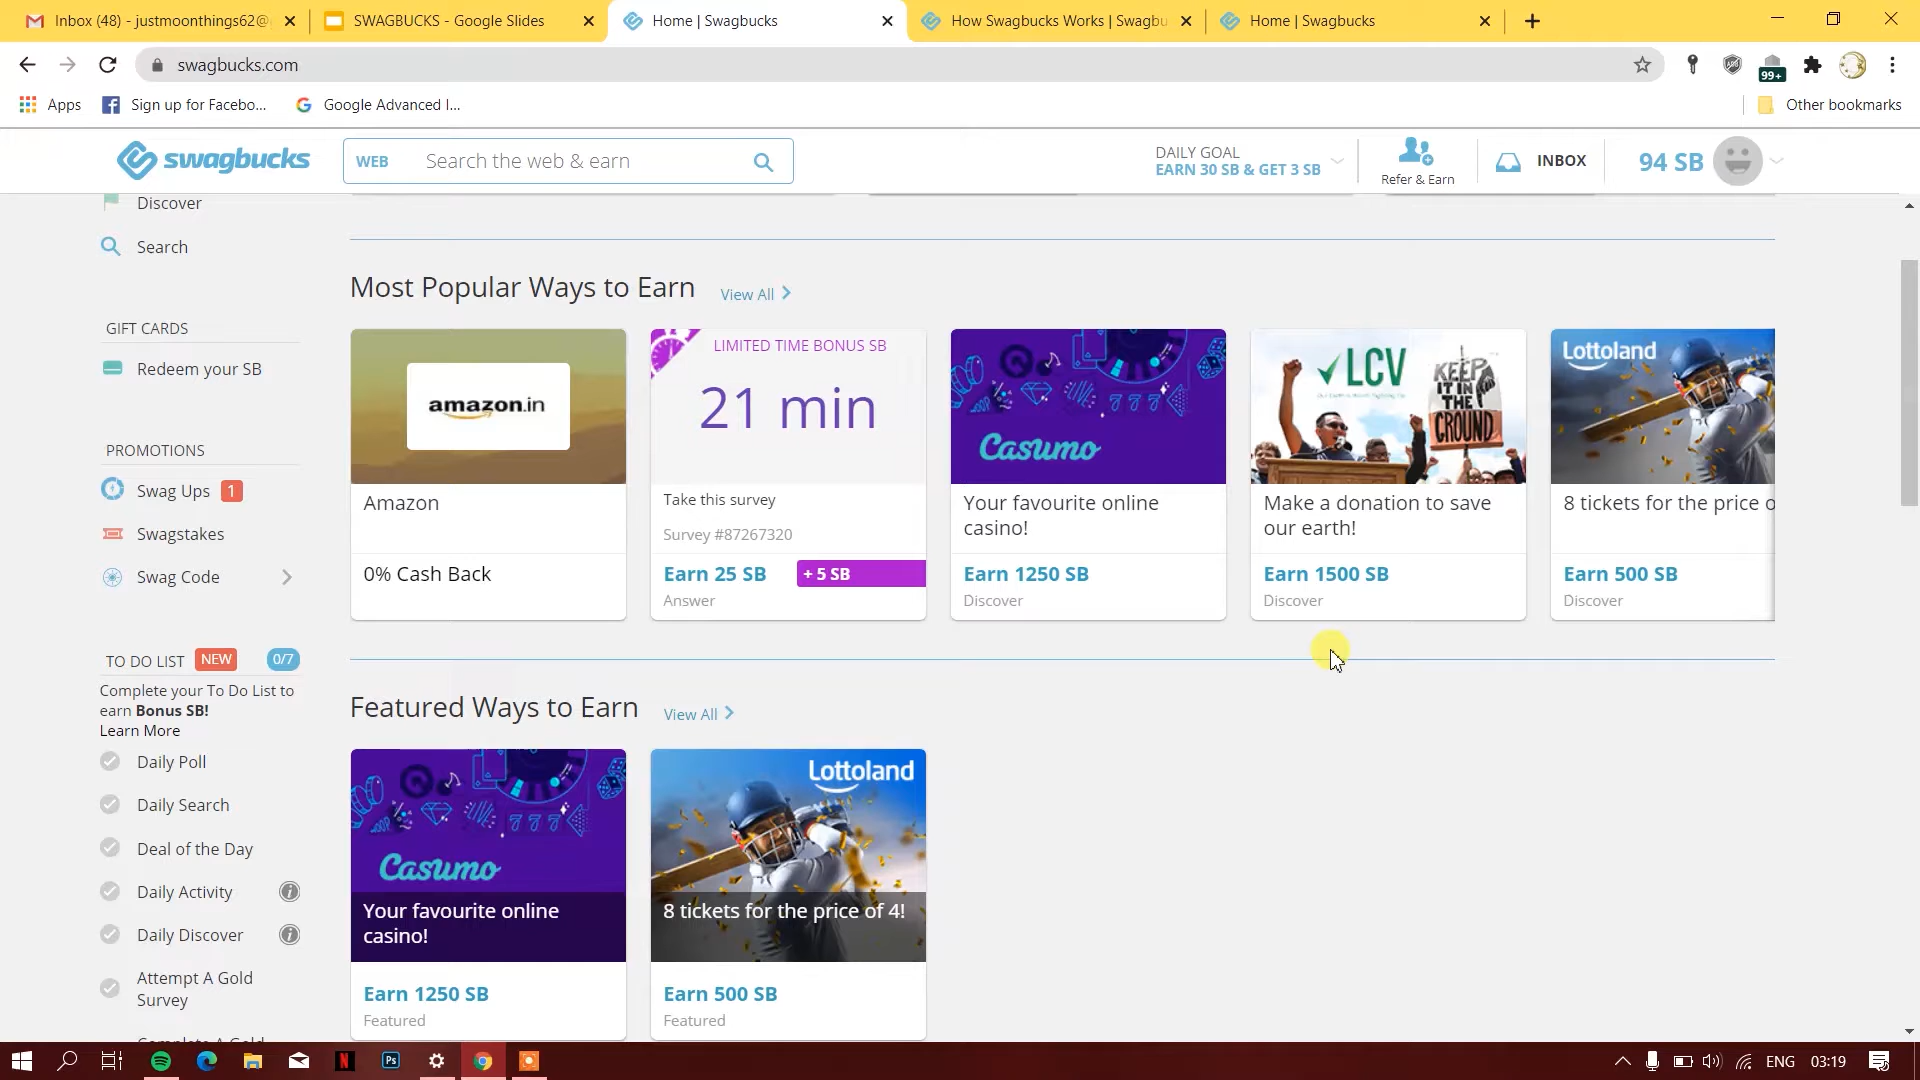 Inbox (48) - justmoonthings62@
SWAGBUCKS - Google Slides
Home | Swagbucks
How Swagbucks Works | Swagbu
Home | Swagbucks
swagbucks.com
99+
Apps
Sign up for Facebo...
Google Advanced I...
Other bookmarks
swagbucks
WEB
Search the web & earn
DAILY GOAL
EARN 30 SB & GET 3 SB
Refer & Earn
INBOX
94 SB
Discover
Search
GIFT CARDS
Redeem your SB
PROMOTIONS
Swag Ups 1
Swagstakes
Swag Code
TO DO LIST NEW 0/7
Complete your To Do List to
earn Bonus SB!
Learn More
Daily Poll
Daily Search
Deal of the Day
Daily Activity
Daily Discover
Attempt A Gold
Survey
Most Popular Ways to Earn
View All
amazon.in
Amazon
0% Cash Back
LIMITED TIME BONUS SB
21 min
Take this survey
Survey #87267320
Earn 25 SB
+ 5 SB
Answer
777
Casumo
Your favourite online
casino!
Earn 1250 SB
Discover
LCV
KEEP
IT IN
THE
GROUND
Make a donation to save
our earth!
Earn 1500 SB
Discover
Lottoland
8 tickets for the price o
Earn 500 SB
Discover
Featured Ways to Earn
View All
LIVE
777
Casumo
Your favourite online
casino!
Earn 1250 SB
Featured
Lottoland
8 tickets for the price of 4!
Earn 500 SB
Featured
N
Ps
ENG
03:19